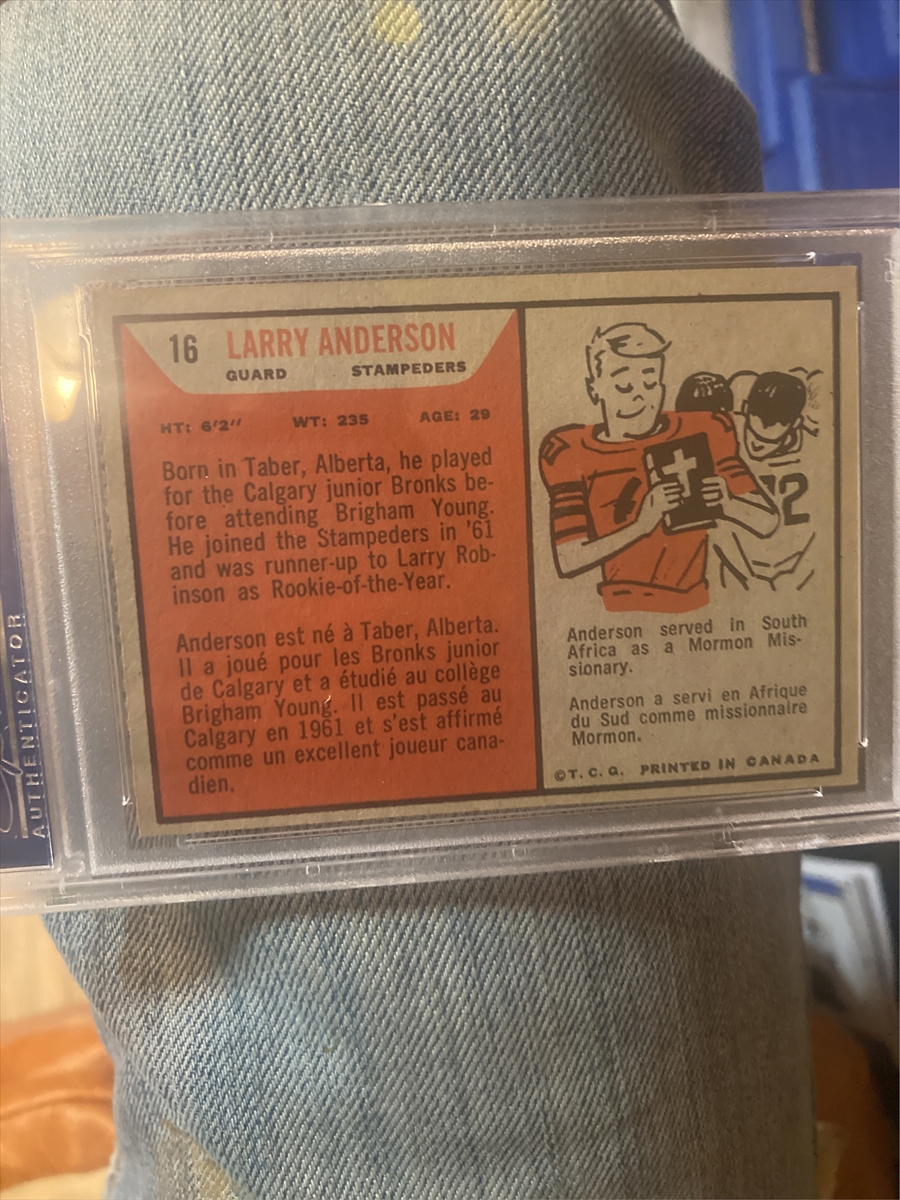 16 LARRY ANDERSON
GUARD STAMPEDERS
HT: 6'2" WT: 235 AGE: 29
Born in Taber, Alberta, he played
for the Calgary junior Bronks be-
fore attending Brigham Young.
He joined the Stampeders in '61
and was runner-up to Larry Rob-
inson as Rookie-of-the-Year.
Anderson est né à Taber, Alberta.
Il a joué pour les Bronks junior
de Calgary et a étudié au collège
Brigham Young. Il est passé au
Calgary en 1961 et s'est affirmé
comme un excellent joueur cana-
dien.
72
Anderson served in South
Africa as a Mormon Mis-
sionary.
Anderson a servi en Afrique
du Sud comme missionnaire
Mormon.
©T. C. G. PRINTED IN CANADA
AUTHENTICATOR